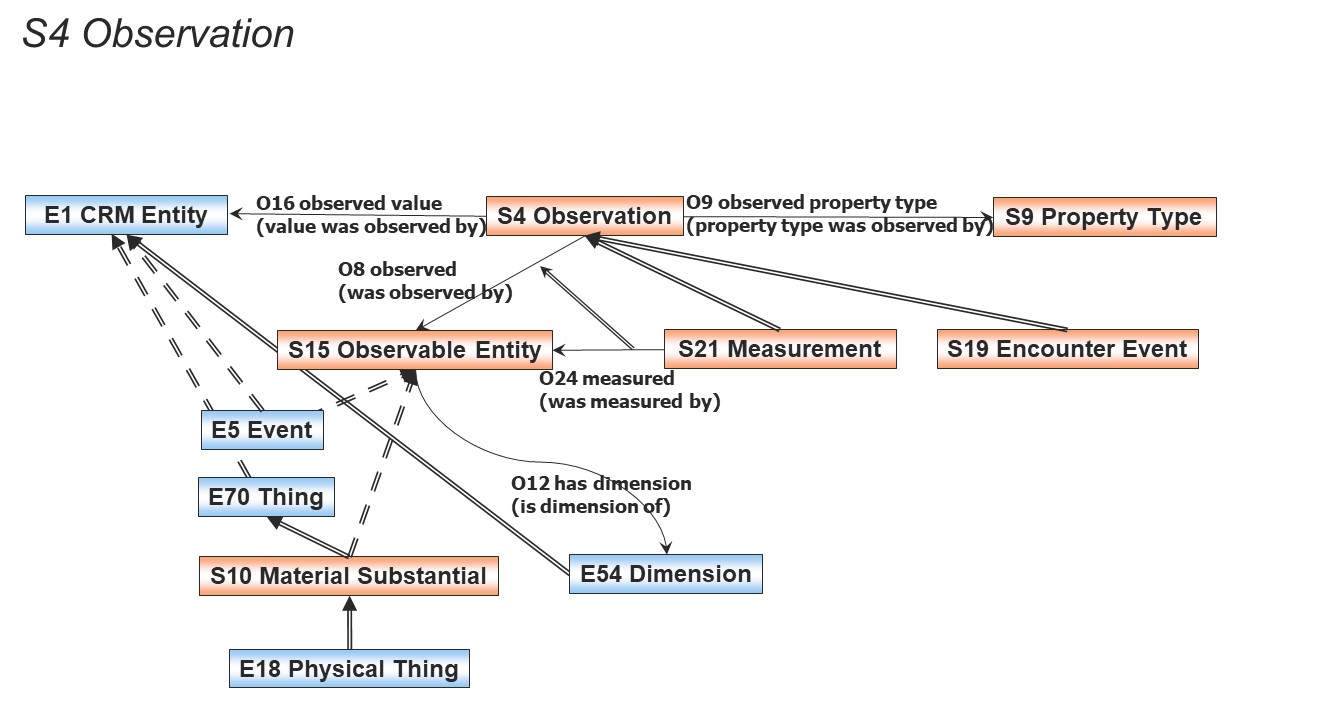 S4 Observation
E1 CRM Entity
O16 observed value
(value was observed by)
S4 Observation
O9 observed property type
(property type was observed by)
S9 Property Type
O8 observed
(was observed by)
S15 Observable Entity
S21 Measurement
S19 Encounter Event
O24 measured
(was measured by)
E5 Event
E70 Thing
O12 has dimension
(is dimension of)
S10 Material Substantial
E54 Dimension
E18 Physical Thing